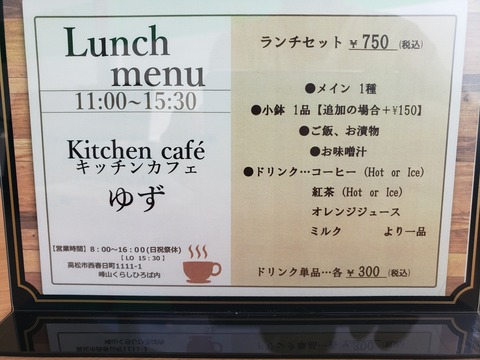 Lunch
menu
11:00~15:30
Kitchen café
キッチンカフェ
ゆず
【営業時間】8:00~16:00(日祝祭休)
[LO 15:30]
高松市西春日町1111-1
峰山くらしひろば内
ランチセット ¥750 (税込)
●メイン 1種
●小鉢 1品【追加の場合+¥150】
●ご飯、お漬物
●お味噌汁
●ドリンク…コーヒー (Hot or Ice)
紅茶 (Hot or Ice)
オレンジジュース
ミルク より一品
ドリンク単品…各 ¥300 (税込)